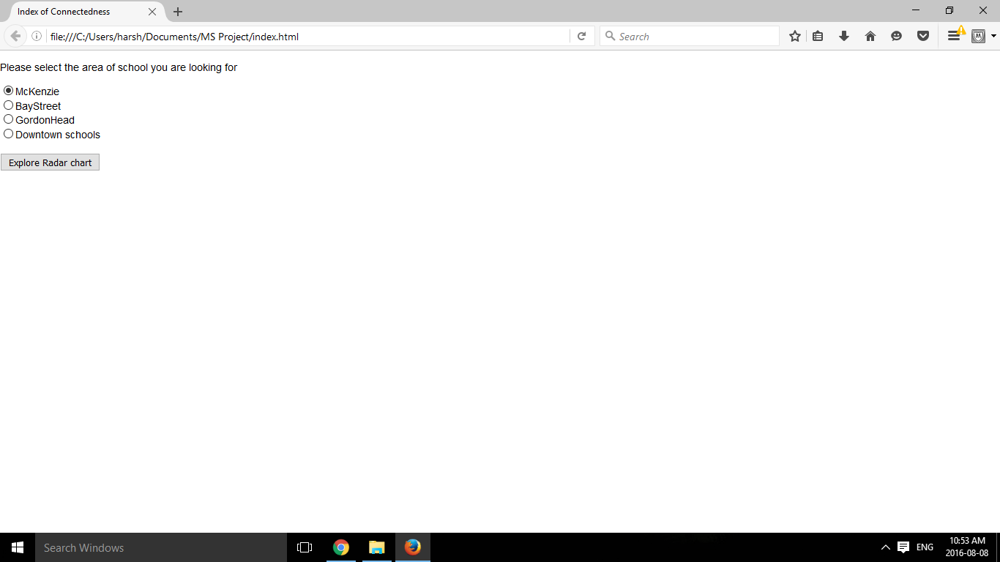 Index of Connectedness
file:///C:/Users/harsh/Documents/MS Project/index.html
Search
Please select the area of school you are looking for
McKenzie
BayStreet
GordonHead
Downtown schools
Explore Radar chart
Search Windows
ENG
10:53 AM
2016-08-08